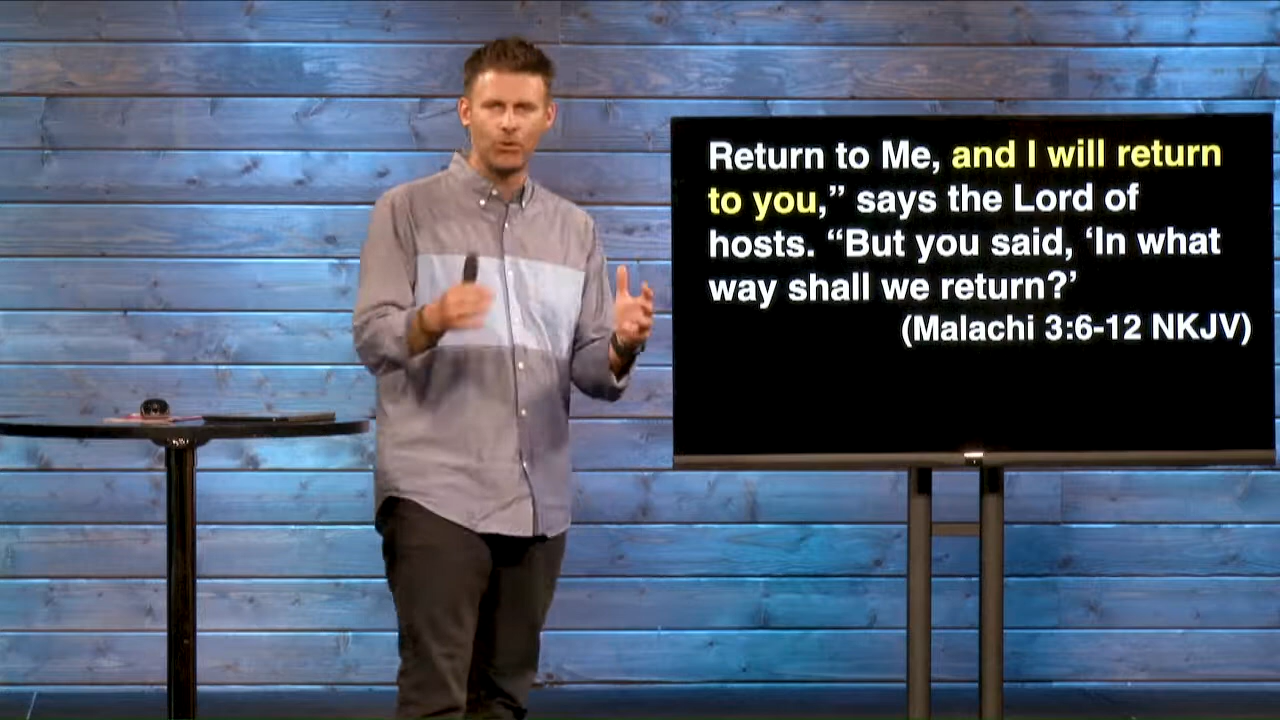 Return to Me, and I will return
to you,” says the Lord of
hosts. “But you said, ‘In what
way shall we return?’
(Malachi 3:6-12 NKJV)